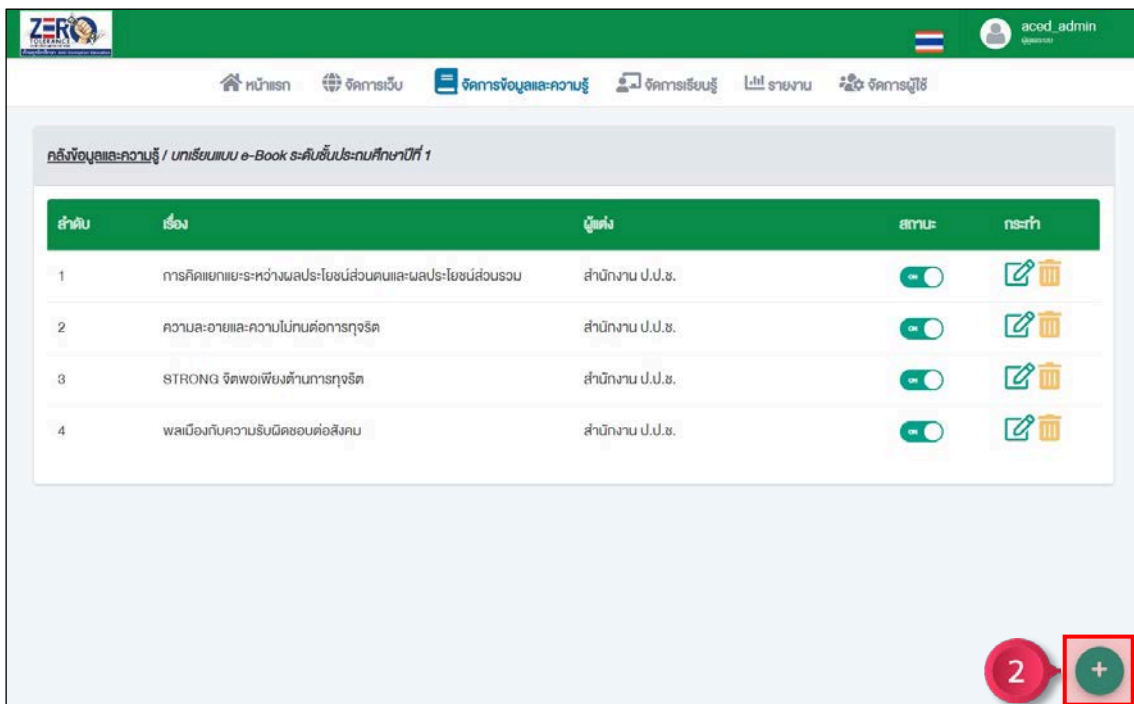 ZERO
TOLERANCE
aced_admin
ผู้ดูแลระบบ
หน้าแรก จัดการเว็บ จัดการข้อมูลและความรู้ จัดการเรียนรู้ รายงาน จัดการผู้ใช้
คลังข้อมูลและความรู้ / บทเรียนแบบ e-Book ระดับชั้นประถมศึกษาปีที่ 1
ลำดับ เรื่อง ผู้แต่ง สถานะ กระทำ
1 การคิดแยกแยะระหว่างผลประโยชน์ส่วนตนและผลประโยชน์ส่วนรวม สำนักงาน ป.ป.ช. ON
2 ความละอายและความไม่ทนต่อการทุจริต สำนักงาน ป.ป.ช. ON
3 STRONG จิตพอเพียงต้านการทุจริต สำนักงาน ป.ป.ช. ON
4 พลเมืองกับความรับผิดชอบต่อสังคม สำนักงาน ป.ป.ช. ON
2 +